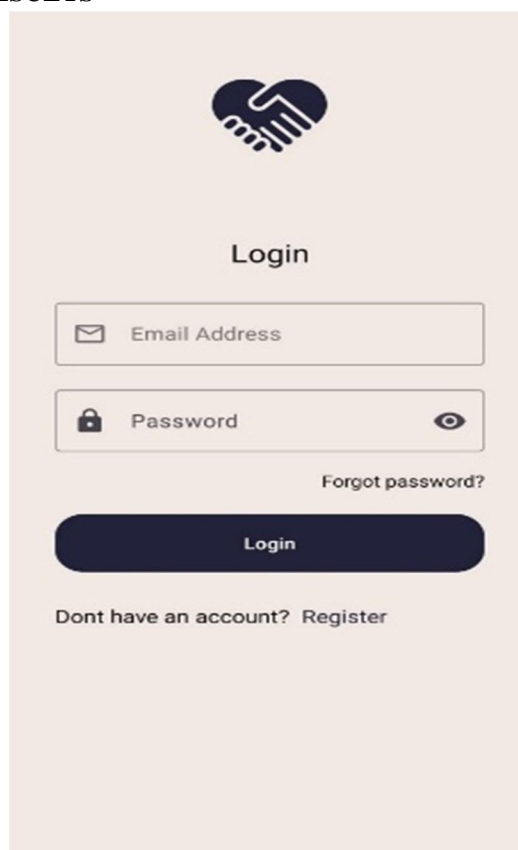 Login
Email Address
Password
Forgot password?
Login
Dont have an account? Register